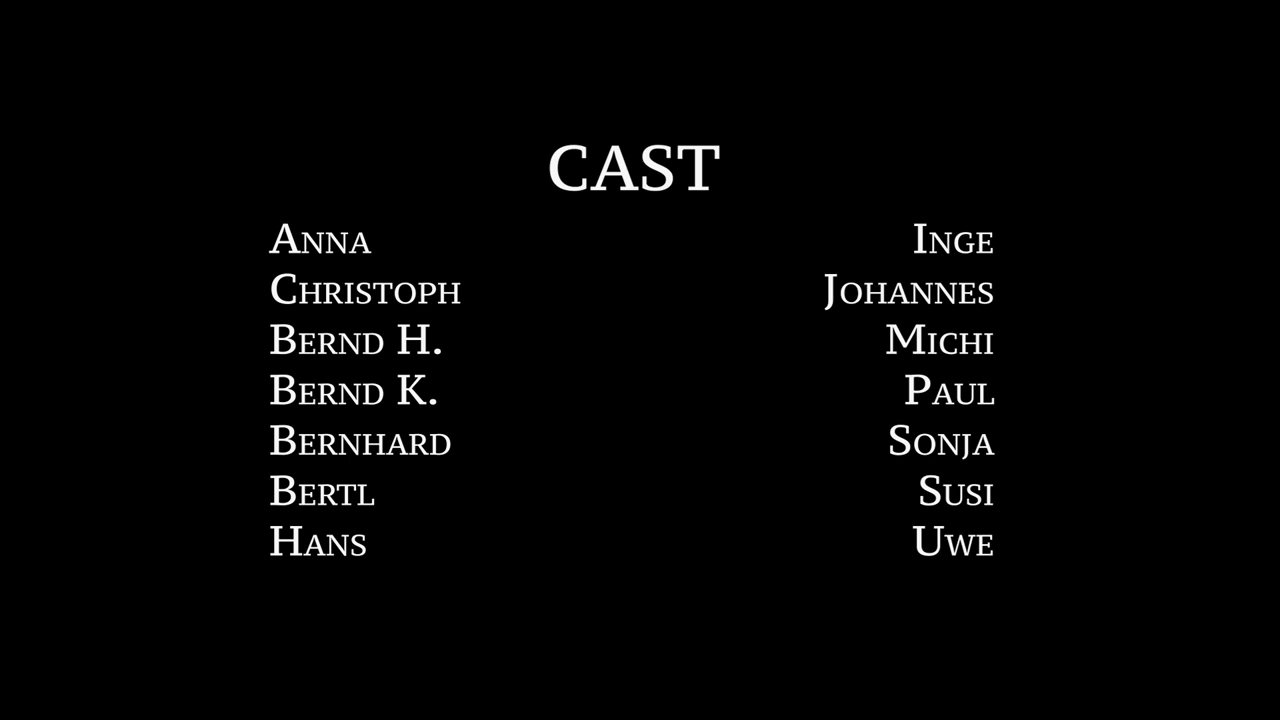 CAST
Anna Inge
Christoph Johannes
Bernd H. Michi
Bernd K. Paul
Bernhard Sonja
Bertl Susi
Hans Uwe